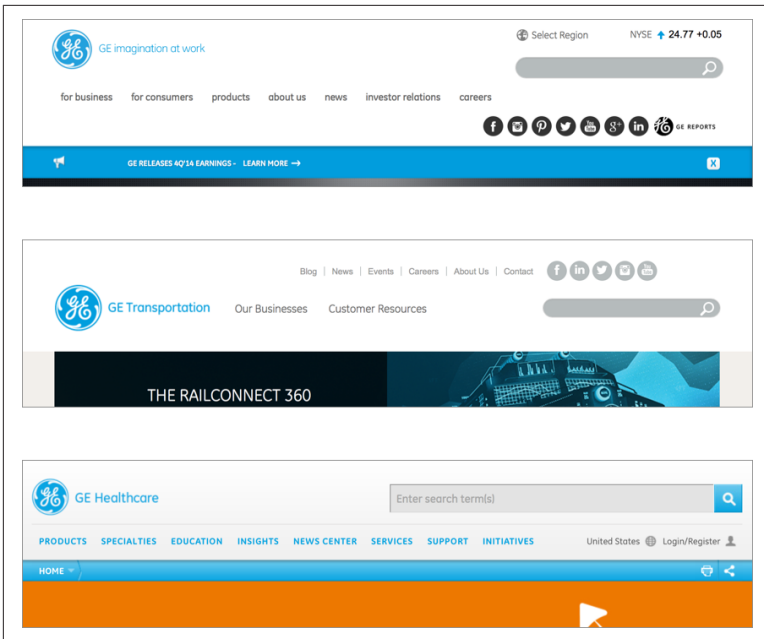 Select Region NYSE 24.77 +0.05
GE imagination at work
for business for consumers products about us news investor relations careers
GE REPORTS
GE RELEASES 4Q'14 EARNINGS - LEARN MORE →
X
Blog | News | Events | Careers | About Us | Contact
GE Transportation Our Businesses Customer Resources
THE RAILCONNECT 360
GE Healthcare Enter search term(s)
PRODUCTS SPECIALTIES EDUCATION INSIGHTS NEWS CENTER SERVICES SUPPORT INITIATIVES United States Login/Register
HOME